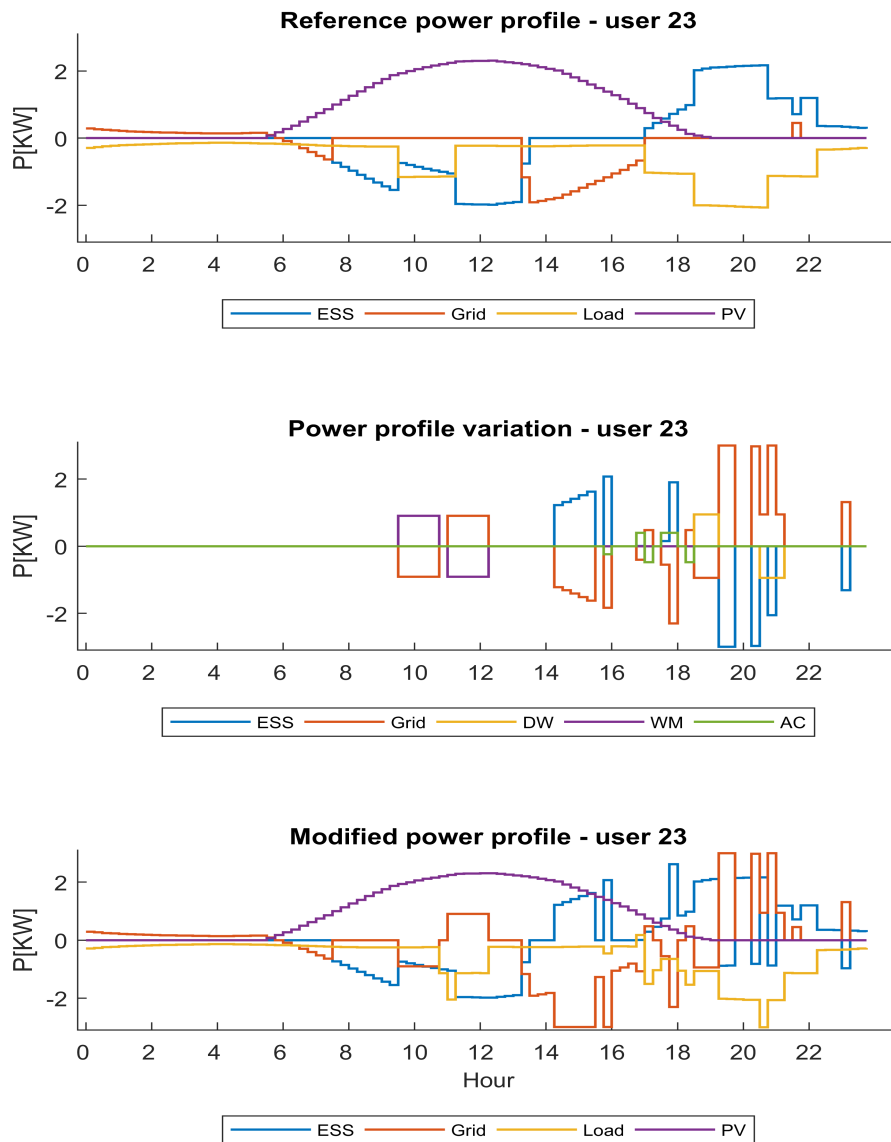 Reference power profile - user 23
P[KW]
2
0
-2
0 2 4 6 8 10 12 14 16 18 20 22
ESS Grid Load PV
Power profile variation - user 23
P[KW]
2
0
-2
0 2 4 6 8 10 12 14 16 18 20 22
ESS Grid DW WM AC
Modified power profile - user 23
P[KW]
2
0
-2
0 2 4 6 8 10 12 14 16 18 20 22
Hour
ESS Grid Load PV